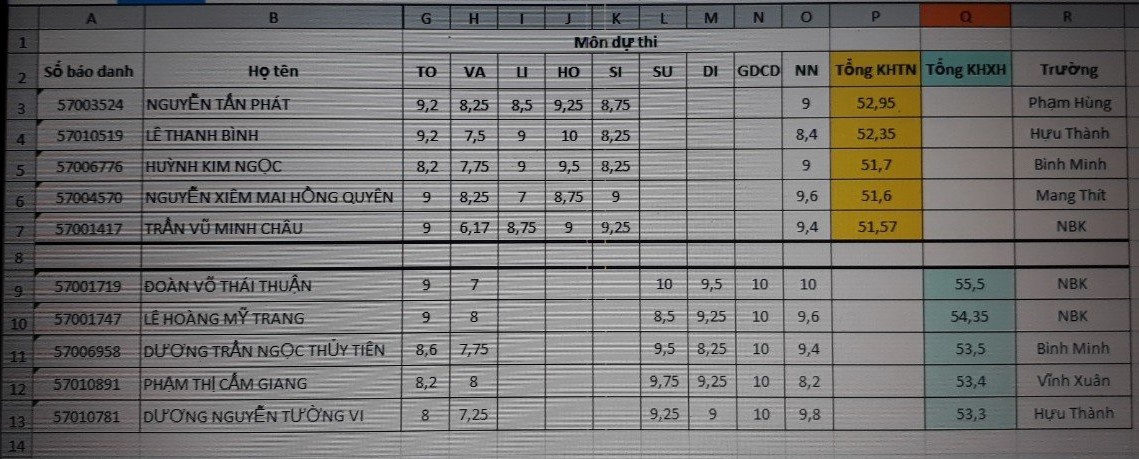 A B G H I J K L M N O P Q R
1 Môn dự thi
2 Số báo danh Họ tên TO VA LI HO SI SU DI GDCD NN Tổng KHTN Tổng KHXH Trường
3 57003524 NGUYỄN TẤN PHÁT 9,2 8,25 8,5 9,25 8,75 9 52,95 Phạm Hùng
4 57010519 LÊ THANH BÌNH 9,2 7,5 9 10 8,25 8,4 52,35 Hựu Thành
5 57006776 HUỲNH KIM NGỌC 8,2 7,75 9 9,5 8,25 9 51,7 Bình Minh
6 57004570 NGUYỄN XIÊM MAI HỒNG QUYÊN 9 8,25 7 8,75 9 9,6 51,6 Mang Thít
7 57001417 TRẦN VŨ MINH CHÂU 9 6,17 8,75 9 9,25 9,4 51,57 NBK
8
9 57001719 ĐOÀN VÕ THÁI THUẬN 9 7 10 9,5 10 10 55,5 NBK
10 57001747 LÊ HOÀNG MỸ TRANG 9 8 8,5 9,25 10 9,6 54,35 NBK
11 57006958 DƯƠNG TRẦN NGỌC THỦY TIÊN 8,6 7,75 9,5 8,25 10 9,4 53,5 Bình Minh
12 57010891 PHẠM THỊ CẨM GIANG 8,2 8 9,75 9,25 10 8,2 53,4 Vĩnh Xuân
13 57010781 DƯƠNG NGUYỄN TƯỜNG VI 8 7,25 9,25 9 10 9,8 53,3 Hựu Thành
14